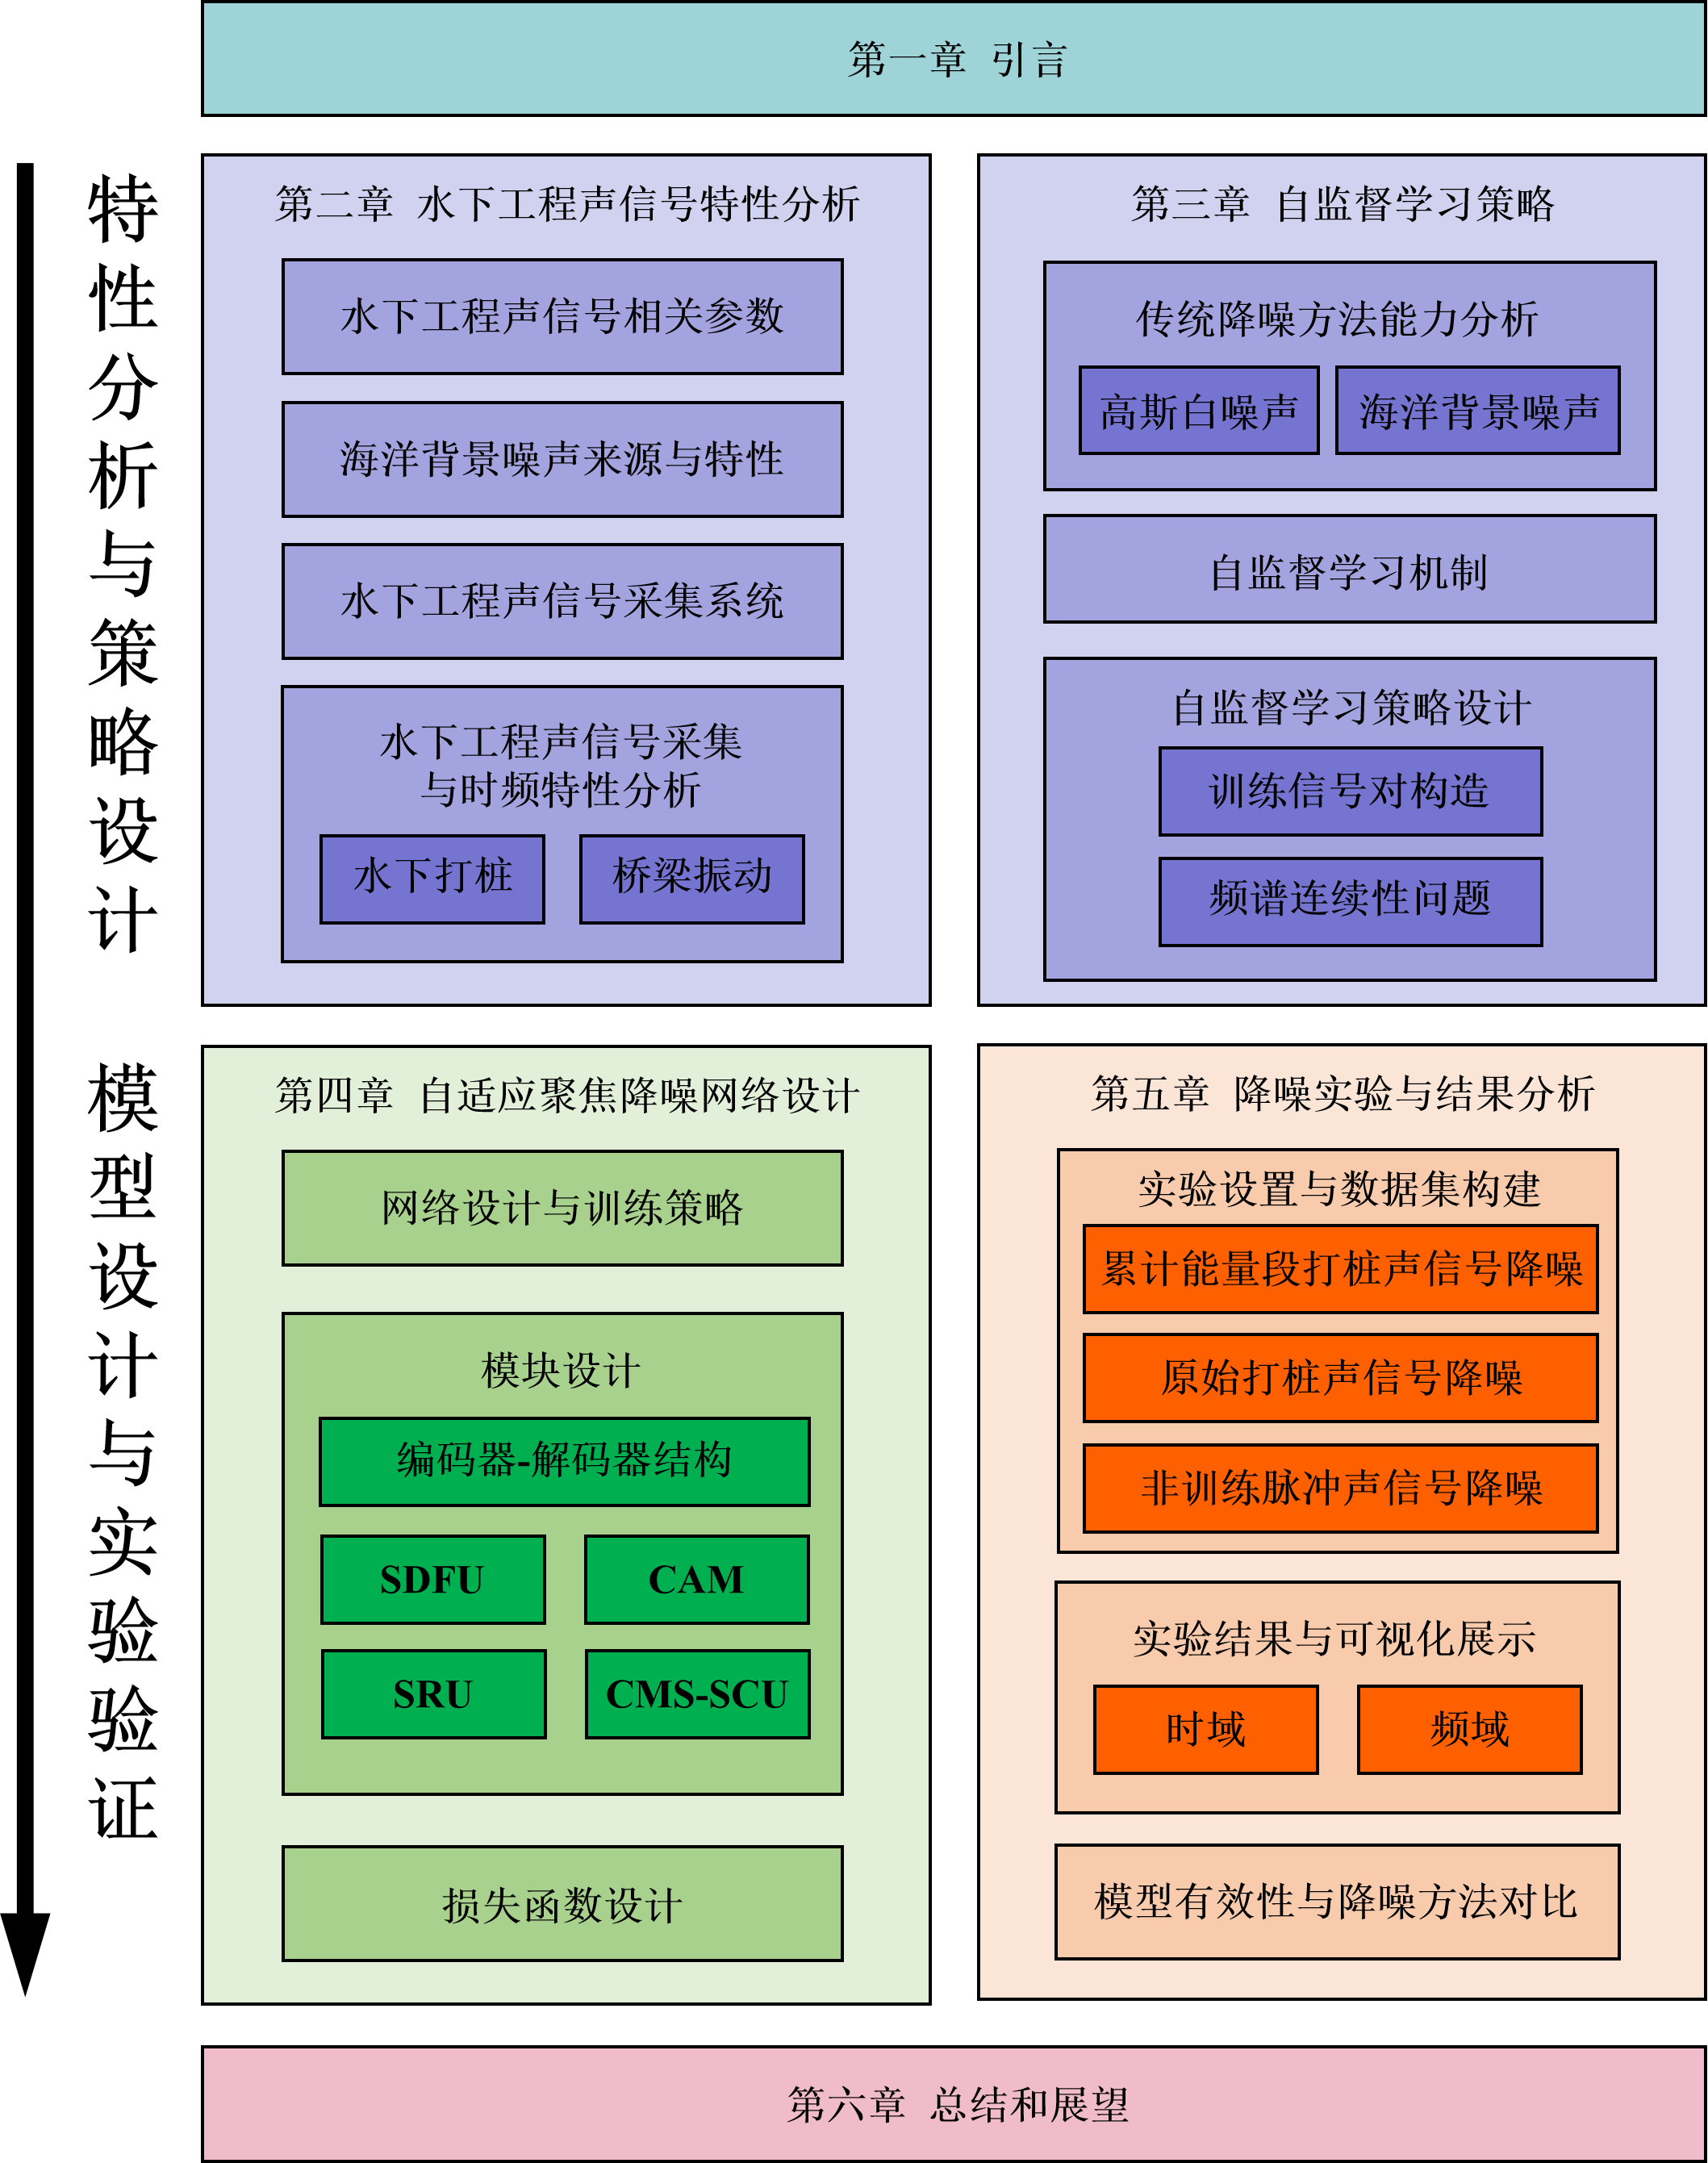 第一章 引言
特性分析与策略设计
第二章 水下工程声信号特性分析
水下工程声信号相关参数
海洋背景噪声来源与特性
水下工程声信号采集系统
水下工程声信号采集
与时频特性分析
水下打桩
桥梁振动
第三章 自监督学习策略
传统降噪方法能力分析
高斯白噪声
海洋背景噪声
自监督学习机制
自监督学习策略设计
训练信号对构造
频谱连续性问题
模型设计与实验验证
第四章 自适应聚焦降噪网络设计
网络设计与训练策略
模块设计
编码器-解码器结构
SDFU
CAM
SRU
CMS-SCU
损失函数设计
第五章 降噪实验与结果分析
实验设置与数据集构建
累计能量段打桩声信号降噪
原始打桩声信号降噪
非训练脉冲声信号降噪
实验结果与可视化展示
时域
频域
模型有效性与降噪方法对比
第六章 总结和展望